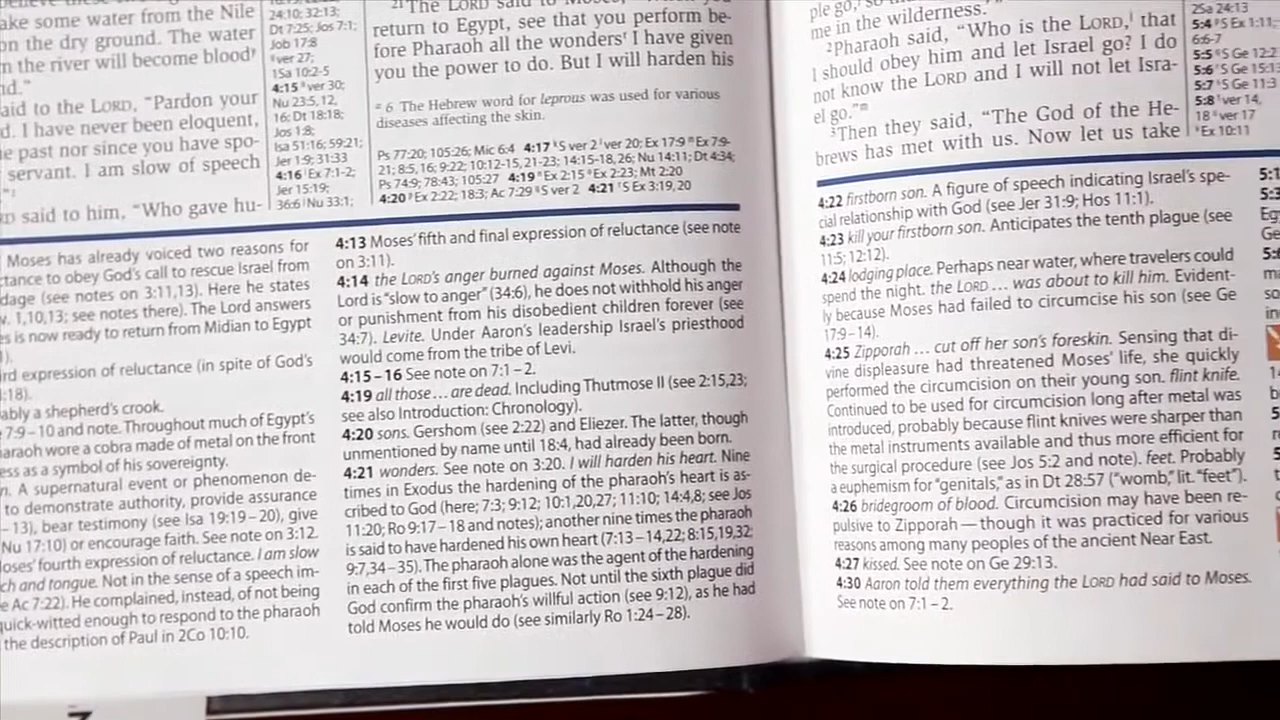 ake some water from the Nile
on the dry ground. The water
n the river will become blood
nd."
aid to the LORD, "Pardon your
d. I have never been eloquent,
e past nor since you have spo-
servant. I am slow of speech
said to him, "Who gave hu-
24:10; 32:13;
Dt 7:25; Jos 7:1;
Job 17:8
ver 27;
1Sa 10:2-5
4:15 ver 30;
Nu 23:5, 12,
16; Dt 18:18;
Jos 1:8;
Isa 51:16; 59:21;
Jer 1:9; 31:33
4:16 Ex 7:1-2;
Jer 15:19;
36:6 Nu 33:1;
return to Egypt, see that you perform be-
fore Pharaoh all the wonders I have given
you the power to do. But I will harden his
6 The Hebrew word for leprous was used for various
diseases affecting the skin.
Ps 77:20; 105:26; Mic 6:4 4:17 S ver 2 ver 20; Ex 17:9 Ex 7:9-
21; 8:5, 16; 9:22; 10:12-15, 21-23; 14:15-18, 26; Nu 14:11; Dt 4:34;
Ps 74:9; 78:43; 105:27 4:19 Ex 2:15 Ex 2:23; Mt 2:20
4:20 Ex 2:22; 18:3; Ac 7:29 S ver 2 4:21 S Ex 3:19, 20
Moses has already voiced two reasons for
ctance to obey God's call to rescue Israel from
dage (see notes on 3:11,13). Here he states
v. 1,10,13; see notes there). The Lord answers
es is now ready to return from Midian to Egypt
ird expression of reluctance (in spite of God's
:18).
ably a shepherd's crook.
7:9–10 and note. Throughout much of Egypt's
haraoh wore a cobra made of metal on the front
ess as a symbol of his sovereignty.
n. A supernatural event or phenomenon de-
to demonstrate authority, provide assurance
–13), bear testimony (see Isa 19:19–20), give
Nu 17:10) or encourage faith. See note on 3:12.
loses' fourth expression of reluctance. I am slow
ch and tongue. Not in the sense of a speech im-
e Ac 7:22). He complained, instead, of not being
quick-witted enough to respond to the pharaoh
the description of Paul in 2Co 10:10.
4:13 Moses' fifth and final expression of reluctance (see note
on 3:11).
4:14 the LORD's anger burned against Moses. Although the
Lord is "slow to anger" (34:6), he does not withhold his anger
or punishment from his disobedient children forever (see
34:7). Levite. Under Aaron's leadership Israel's priesthood
would come from the tribe of Levi.
4:15–16 See note on 7:1–2.
4:19 all those … are dead. Including Thutmose II (see 2:15,23;
see also Introduction: Chronology).
4:20 sons. Gershom (see 2:22) and Eliezer. The latter, though
unmentioned by name until 18:4, had already been born.
4:21 wonders. See note on 3:20. I will harden his heart. Nine
times in Exodus the hardening of the pharaoh's heart is as-
cribed to God (here; 7:3; 9:12; 10:1,20,27; 11:10; 14:4,8; see Jos
11:20; Ro 9:17–18 and notes); another nine times the pharaoh
is said to have hardened his own heart (7:13–14,22; 8:15,19,32;
9:7,34–35). The pharaoh alone was the agent of the hardening
in each of the first five plagues. Not until the sixth plague did
God confirm the pharaoh's willful action (see 9:12), as he had
told Moses he would do (see similarly Ro 1:24–28).
me in the wilderness.'"
2Pharaoh said, "Who is the LORD, that
I should obey him and let Israel go? I do
not know the LORD and I will not let Isra-
el go."
3Then they said, "The God of the He-
brews has met with us. Now let us take
2Sa 24:13
5:4 S Ex 1:11;
6:6-7
5:5 S Ge 12:2
5:6 S Ge 15:13
5:7 S Ge 11:3
5:8 ver 14,
18 ver 17
Ex 10:11
4:22 firstborn son. A figure of speech indicating Israel's spe-
cial relationship with God (see Jer 31:9; Hos 11:1).
4:23 kill your firstborn son. Anticipates the tenth plague (see
11:5; 12:12).
4:24 lodging place. Perhaps near water, where travelers could
spend the night. the LORD … was about to kill him. Evident-
ly because Moses had failed to circumcise his son (see Ge
17:9–14).
4:25 Zipporah … cut off her son's foreskin. Sensing that di-
vine displeasure had threatened Moses' life, she quickly
performed the circumcision on their young son. flint knife.
Continued to be used for circumcision long after metal was
introduced, probably because flint knives were sharper than
the metal instruments available and thus more efficient for
the surgical procedure (see Jos 5:2 and note). feet. Probably
a euphemism for "genitals," as in Dt 28:57 ("womb," lit. "feet").
4:26 bridegroom of blood. Circumcision may have been re-
pulsive to Zipporah — though it was practiced for various
reasons among many peoples of the ancient Near East.
4:27 kissed. See note on Ge 29:13.
4:30 Aaron told them everything the LORD had said to Moses.
See note on 7:1–2.